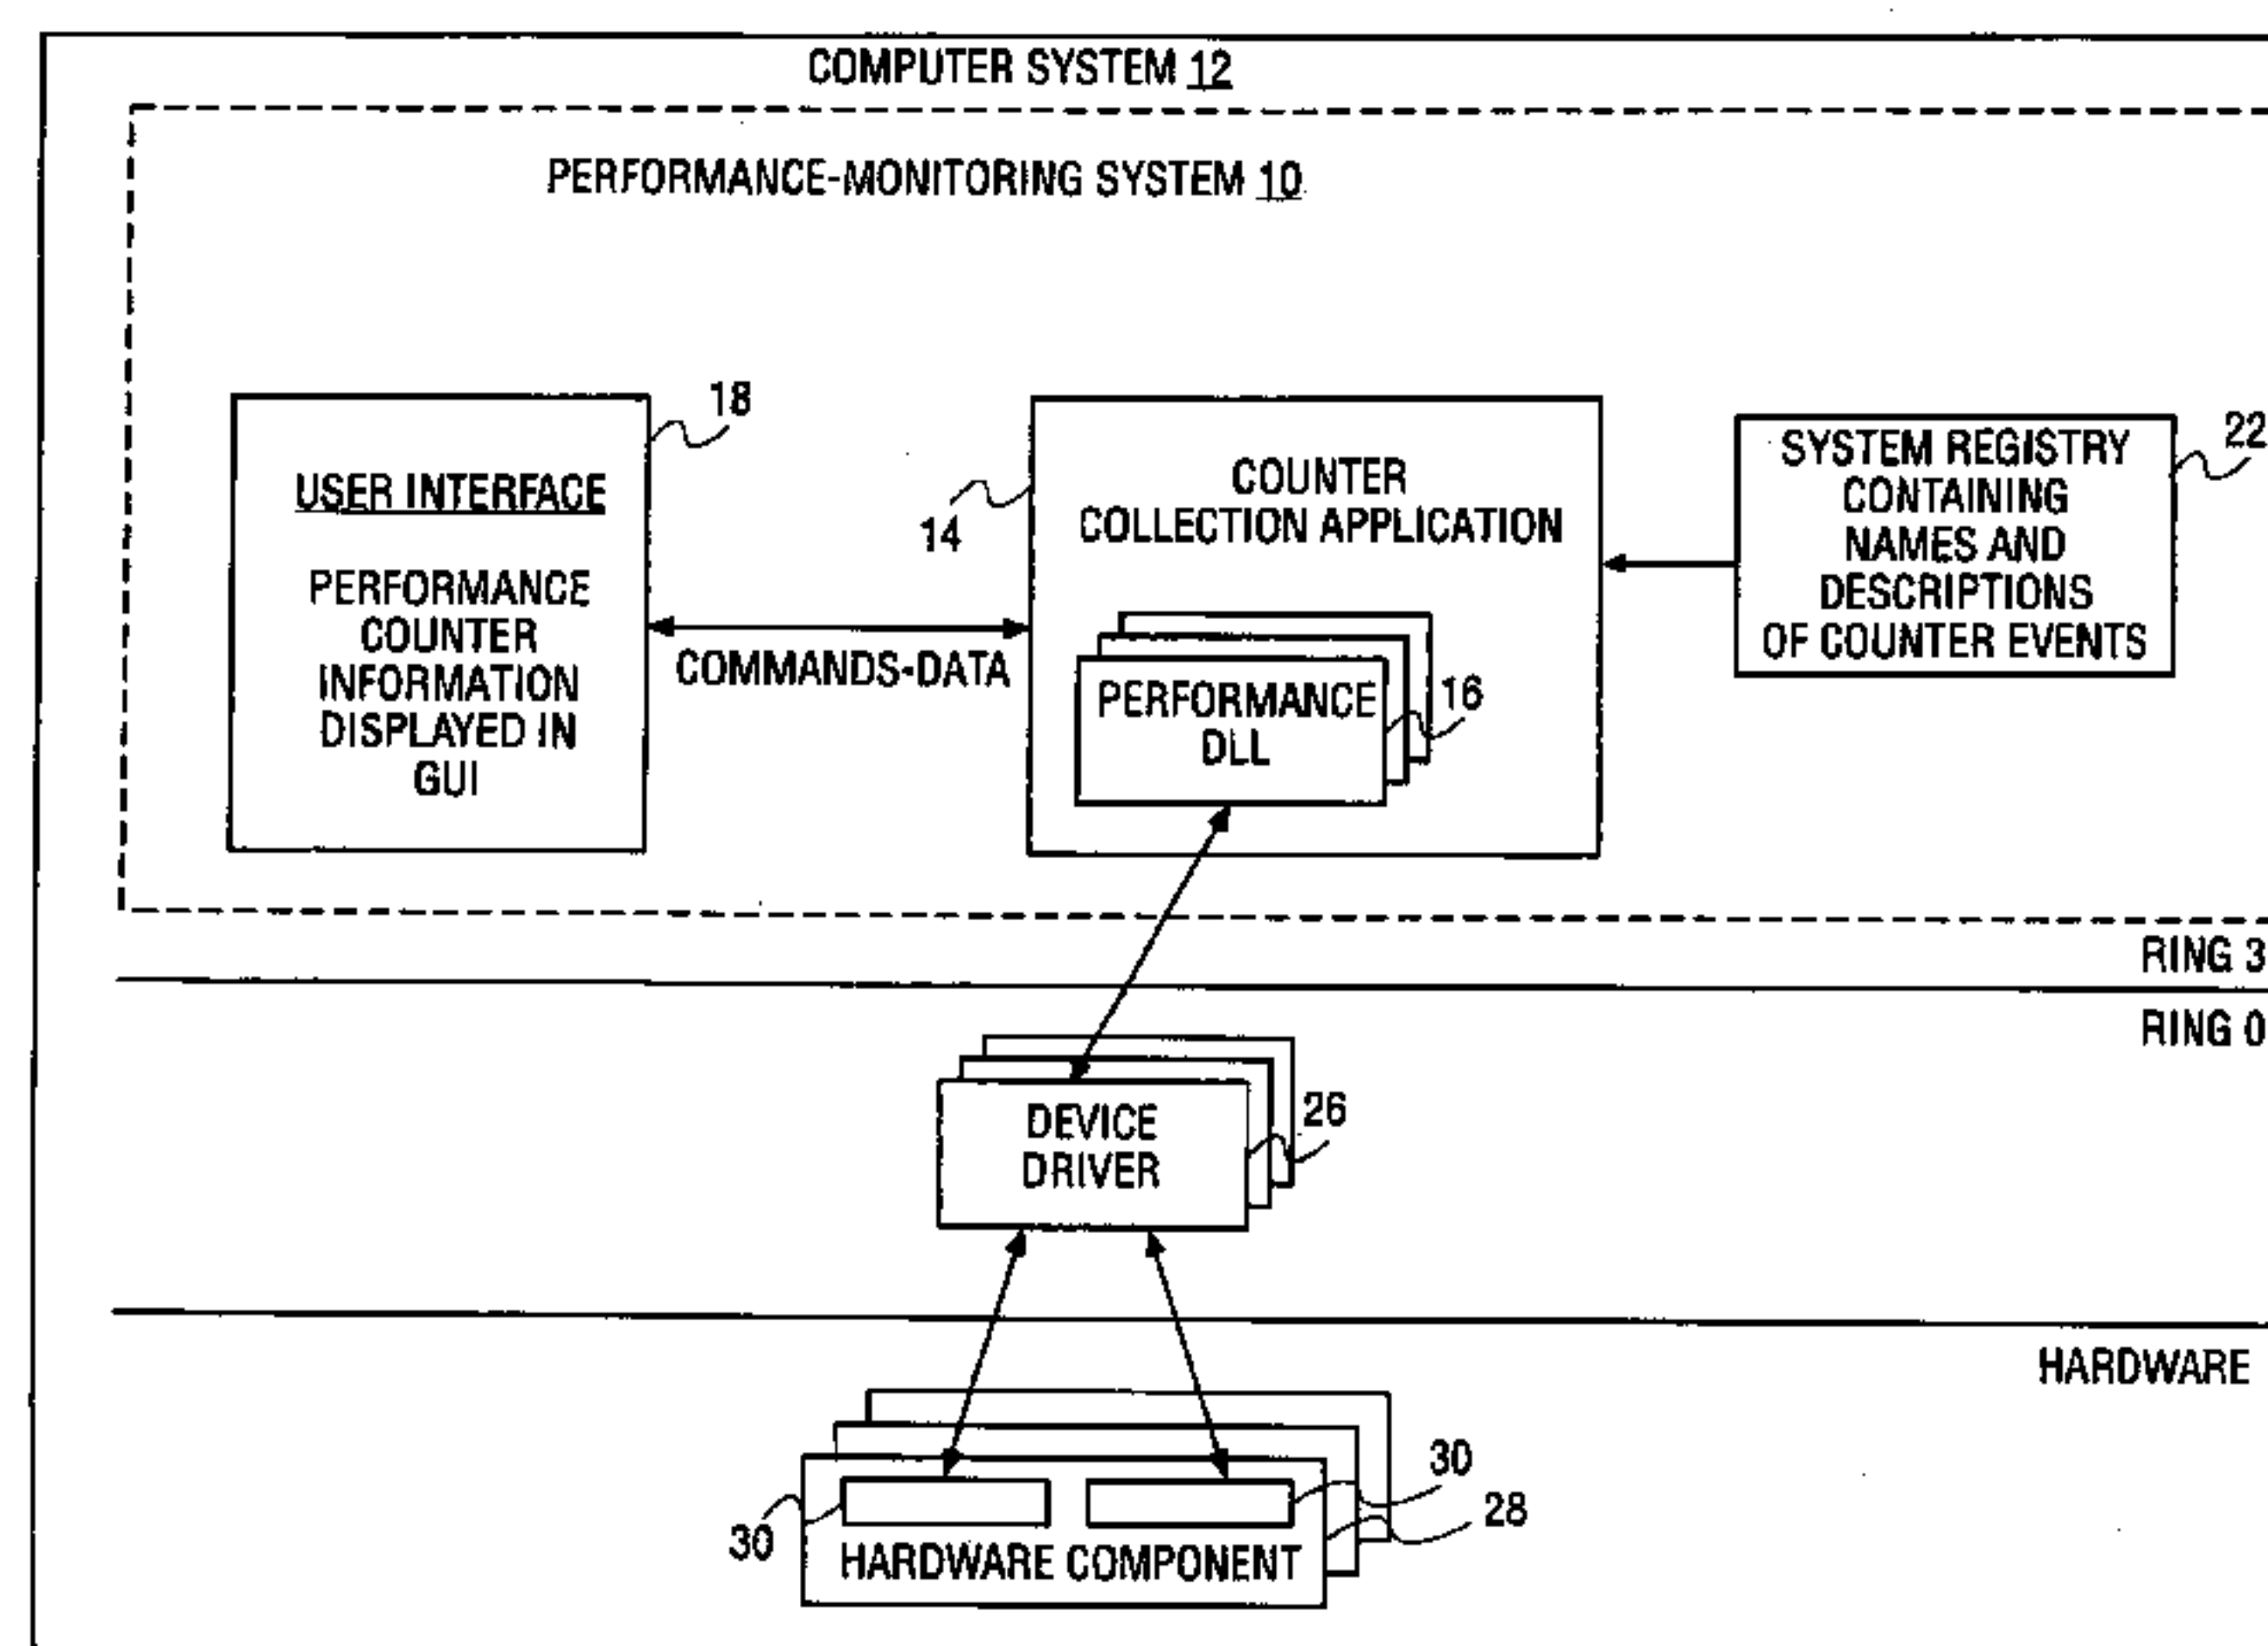 COMPUTER SYSTEM 12
PERFORMANCE-MONITORING SYSTEM 10
18
USER INTERFACE
PERFORMANCE
COUNTER
INFORMATION
DISPLAYED IN
GUI
COMMANDS-DATA
14
COUNTER
COLLECTION APPLICATION
PERFORMANCE
DLL
16
SYSTEM REGISTRY
CONTAINING
NAMES AND
DESCRIPTIONS
OF COUNTER EVENTS
22
RING 3
RING 0
DEVICE
DRIVER
26
HARDWARE
30
30
28
HARDWARE COMPONENT